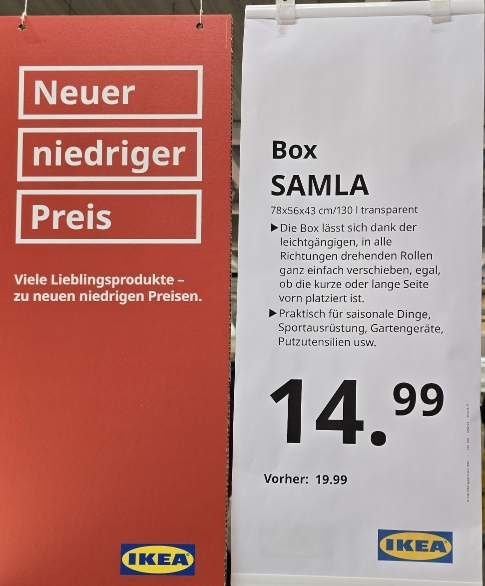 Neuer
niedriger
Preis
Viele Lieblingsprodukte –
zu neuen niedrigen Preisen.
IKEA
Box
SAMLA
78x56x43 cm/130 l transparent
▶Die Box lässt sich dank der
leichtgängigen, in alle
Richtungen drehenden Rollen
ganz einfach verschieben, egal,
ob die kurze oder lange Seite
vorn platziert ist.
▶Praktisch für saisonale Dinge,
Sportausrüstung, Gartengeräte,
Putzutensilien usw.
14.99
Vorher: 19.99
IKEA